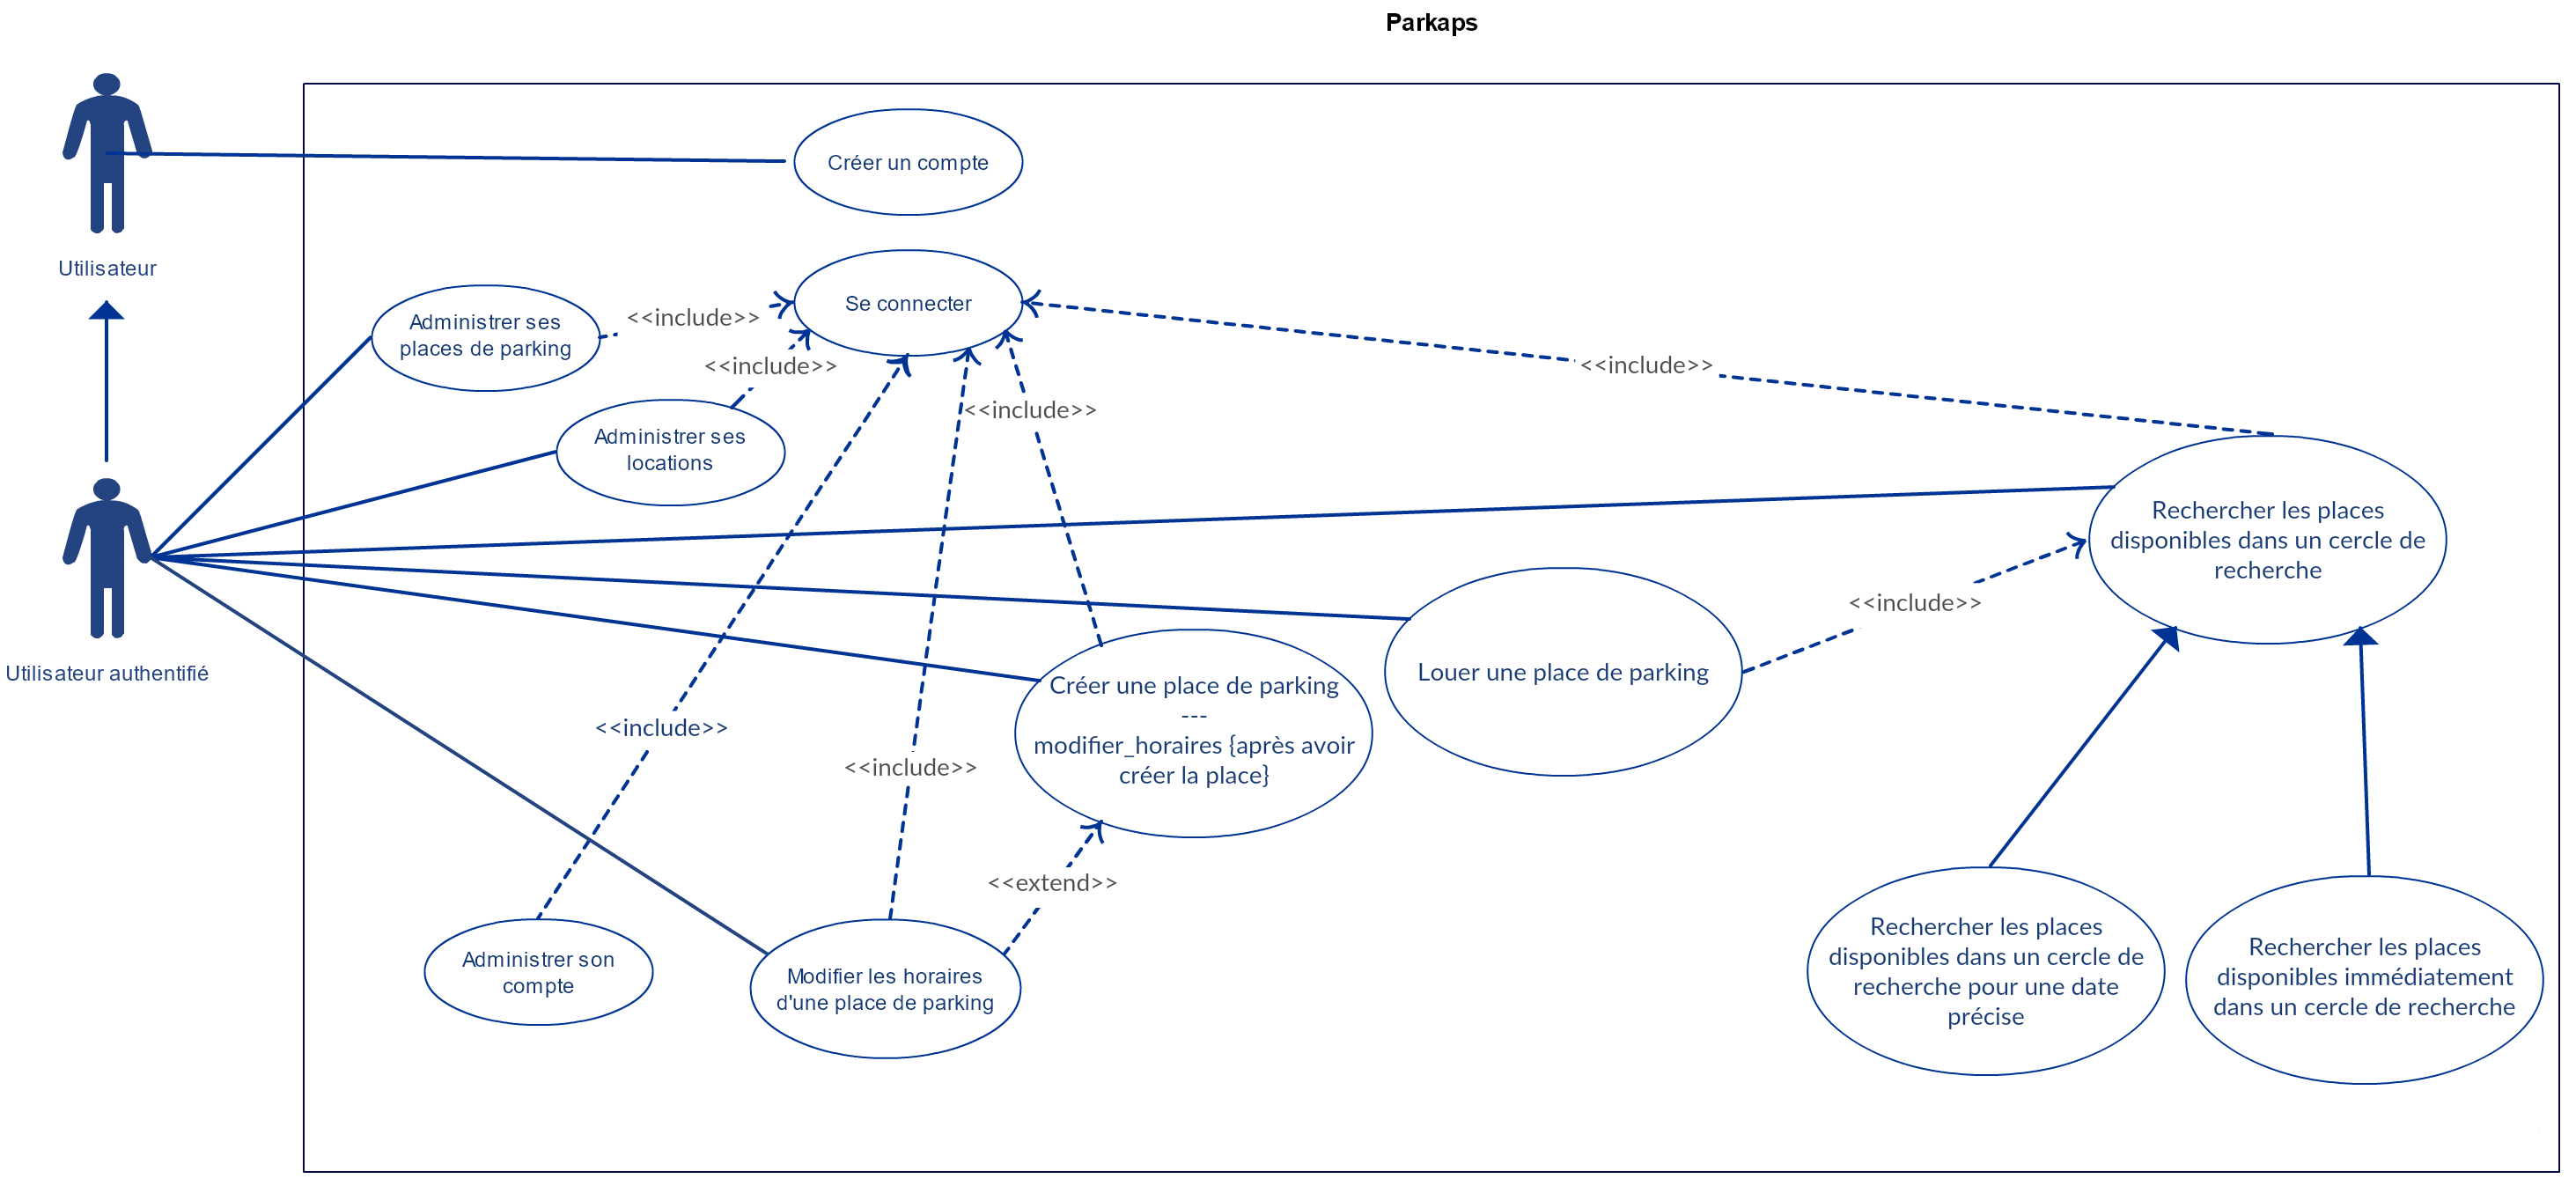 Parkaps
Utilisateur
Utilisateur authentifié
Créer un compte
Se connecter
Administrer ses
places de parking
<<include>>
<<include>>
Administrer ses
locations
<<include>>
<<include>>
Rechercher les places
disponibles dans un cercle de
recherche
<<include>>
Louer une place de parking
Créer une place de parking
---
modifier_horaires {après avoir
créer la place}
<<include>>
<<include>>
<<extend>>
Administrer son
compte
Modifier les horaires
d'une place de parking
Rechercher les places
disponibles dans un cercle de
recherche pour une date
précise
Rechercher les places
disponibles immédiatement
dans un cercle de recherche